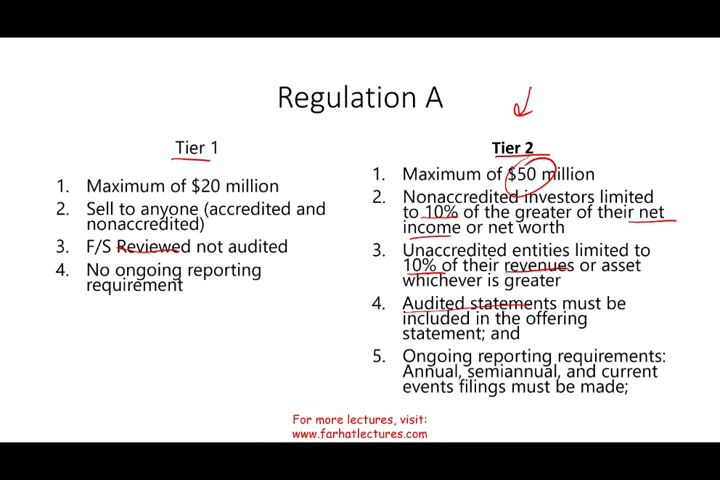 Regulation A
Tier 1
1. Maximum of $20 million
2. Sell to anyone (accredited and
nonaccredited)
3. F/S Reviewed not audited
4. No ongoing reporting
requirement
Tier 2
1. Maximum of $50 million
2. Nonaccredited investors limited
to 10% of the greater of their net
income or net worth
3. Unaccredited entities limited to
10% of their revenues or asset
whichever is greater
4. Audited statements must be
included in the offering
statement; and
5. Ongoing reporting requirements:
Annual, semiannual, and current
events filings must be made;
For more lectures, visit:
www.farhatlectures.com